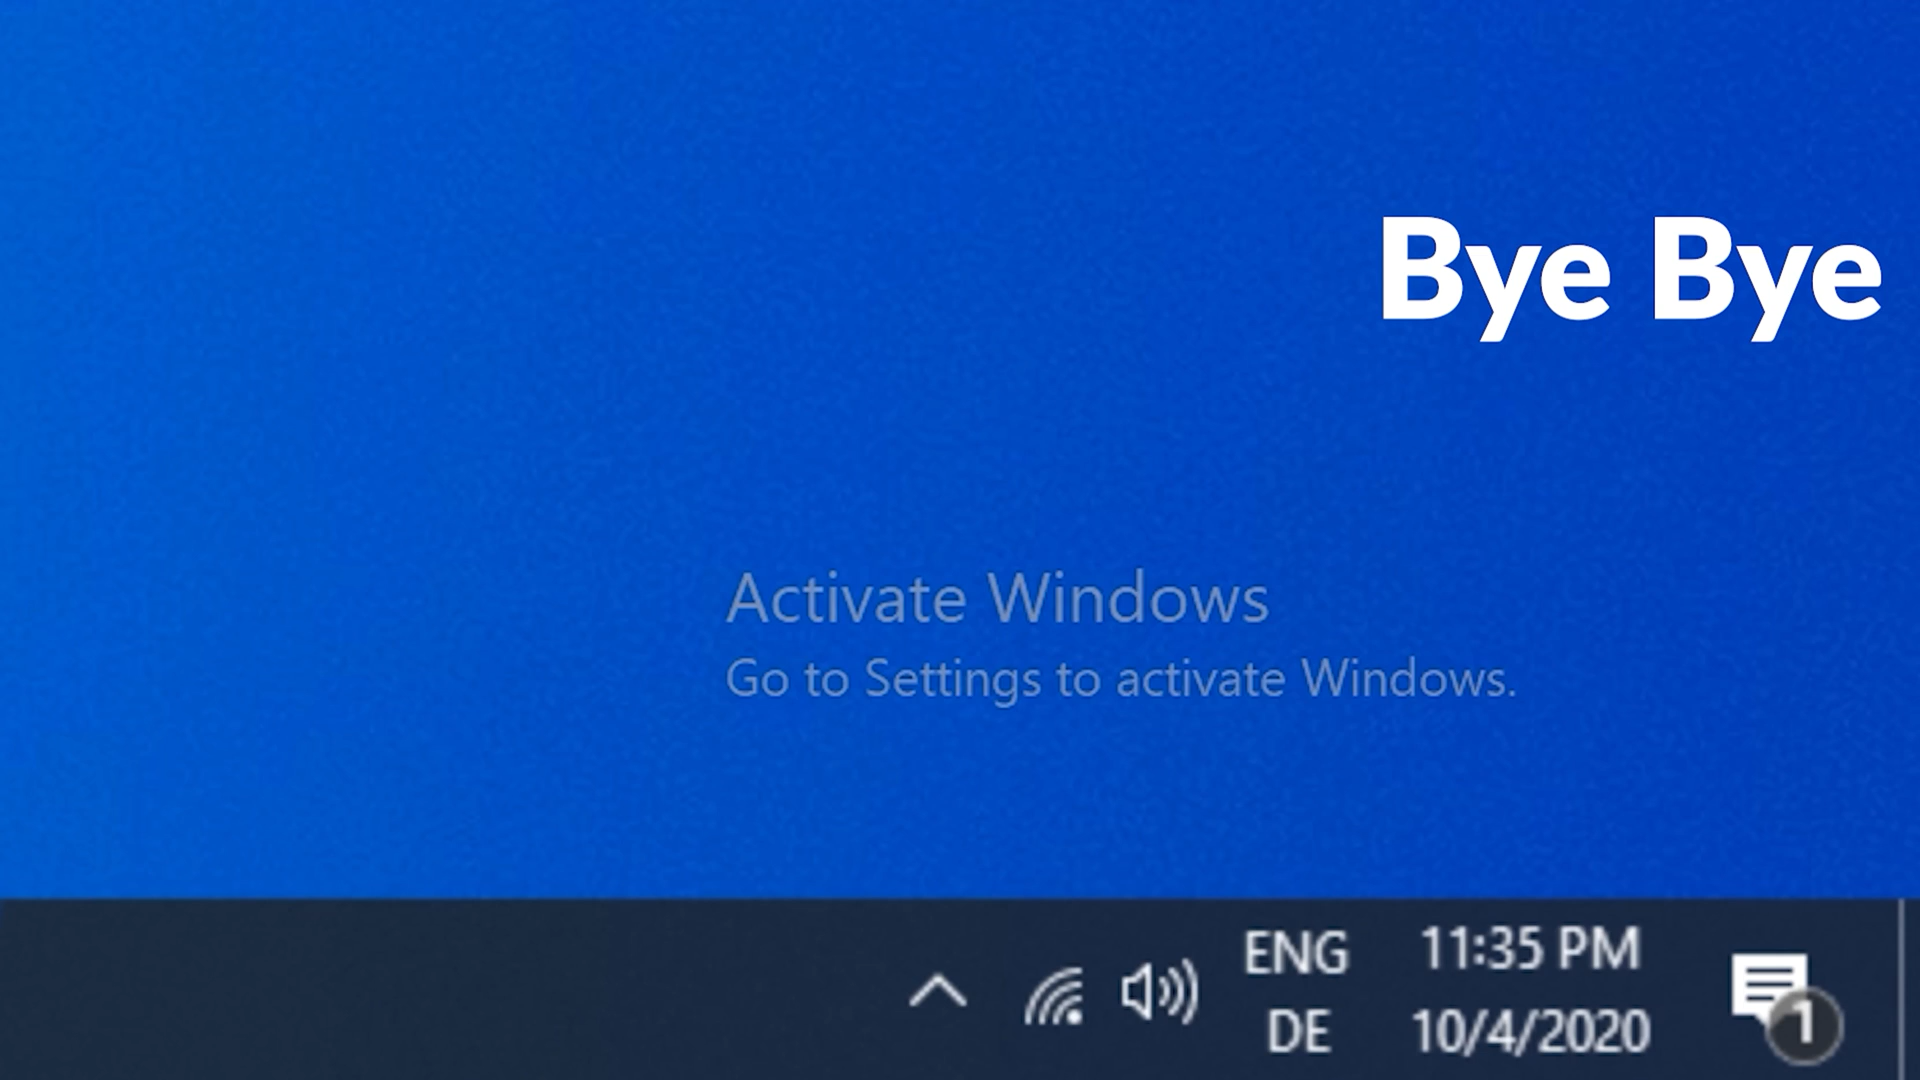 Bye Bye
Activate Windows
Go to Settings to activate Windows.
ENG
DE
11:35 PM
10/4/2020
1